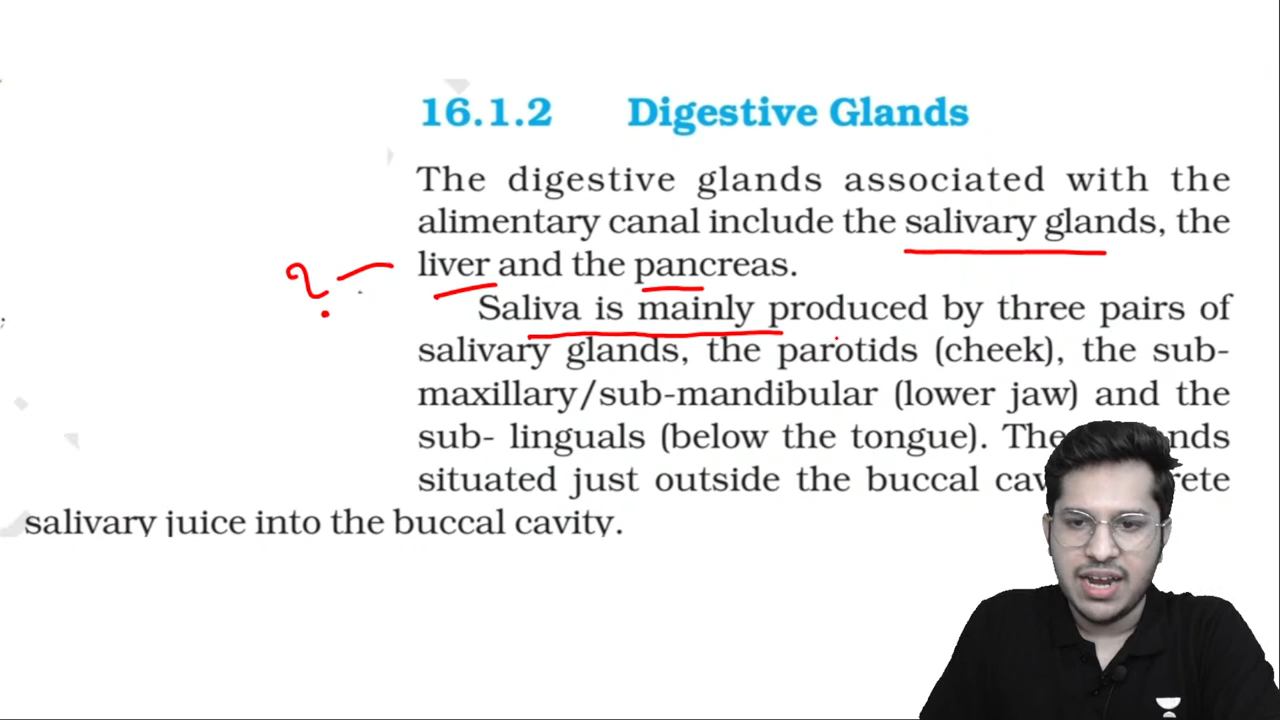 16.1.2 Digestive Glands
The digestive glands associated with the
alimentary canal include the salivary glands, the
? liver and the pancreas.
Saliva is mainly produced by three pairs of
salivary glands, the parotids (cheek), the sub-
maxillary/sub-mandibular (lower jaw) and the
sub- linguals (below the tongue).
situated just outside the buccal
salivary juice into the buccal cavity.